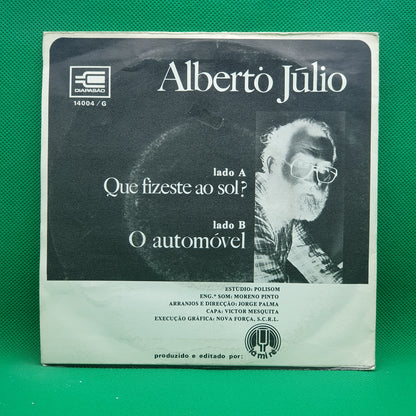 DIAPASÃO
14004/G
Alberto Júlio
lado A
Que fizeste ao sol?
lado B
O automóvel
ESTÚDIO: POLISOM
ENG.º SOM: MORENO PINTO
ARRANJOS E DIRECÇÃO: JORGE PALMA
CAPA: VICTOR MESQUITA
EXECUÇÃO GRÁFICA: NOVA FORÇA, S.C.R.L.
produzido e editado por:
lamiré